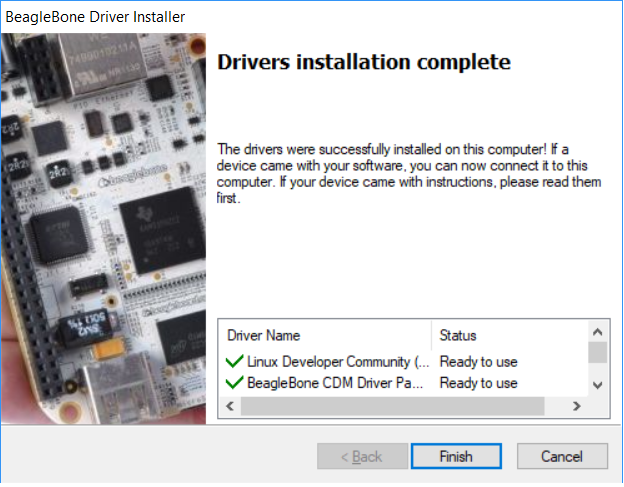 BeagleBone Driver Installer
Drivers installation complete
The drivers were successfully installed on this computer! If a
device came with your software, you can now connect it to this
computer. If your device came with instructions, please read them
first.
Driver Name Status
Linux Developer Community (... Ready to use
BeagleBone CDM Driver Pa... Ready to use
< Back Finish Cancel
beaglebone
2R2
2R2